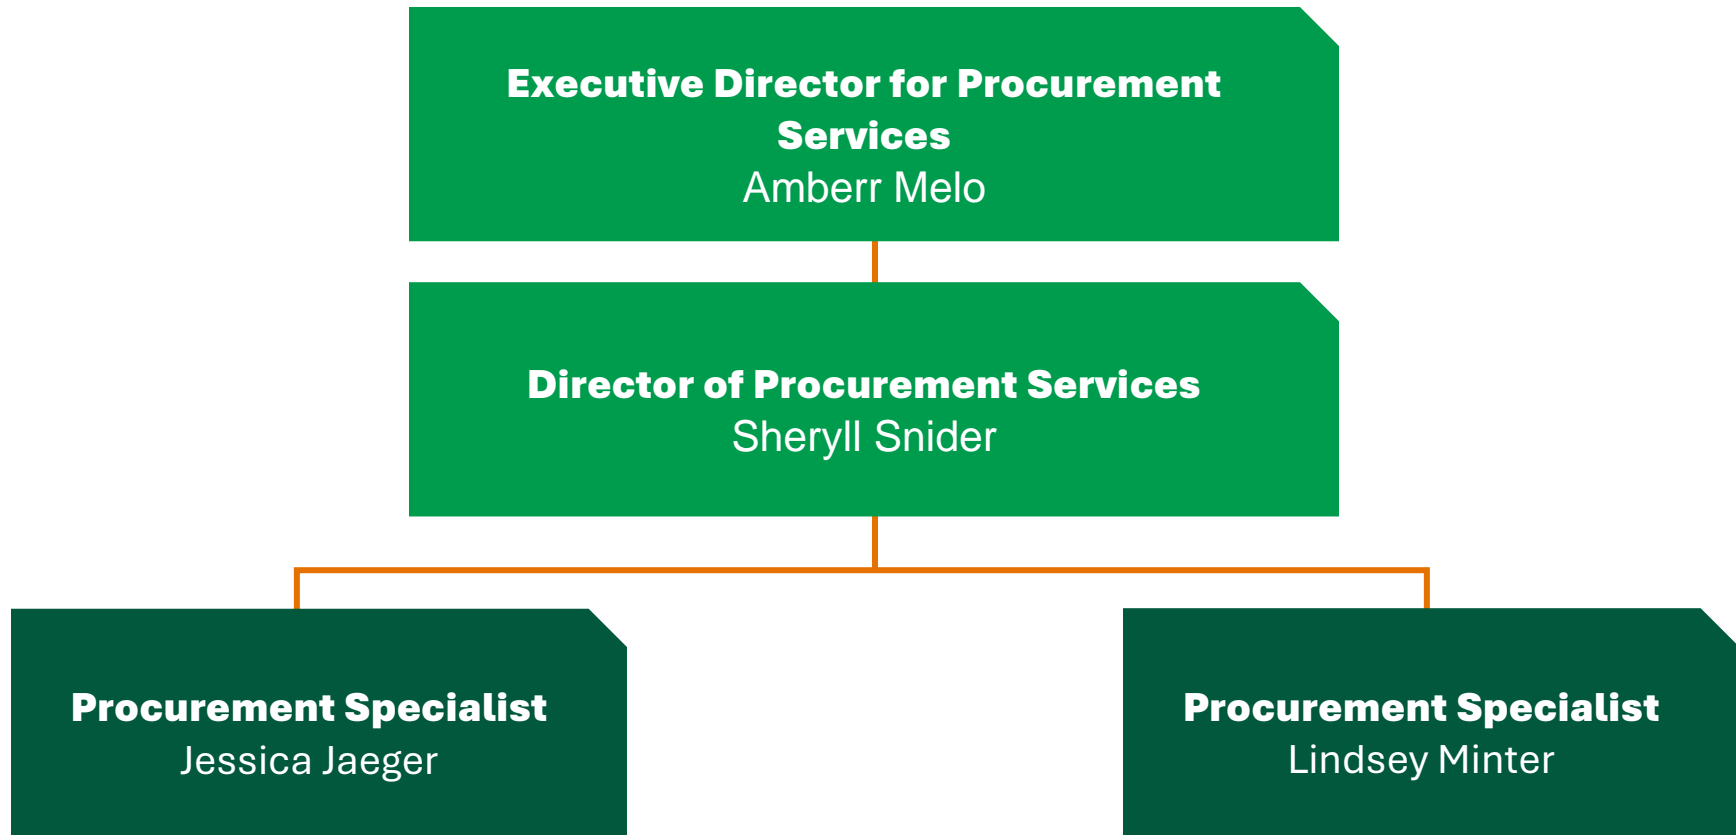 Executive Director for Procurement
Services
Amberr Melo
Director of Procurement Services
Sheryll Snider
Procurement Specialist
Jessica Jaeger
Procurement Specialist
Lindsey Minter